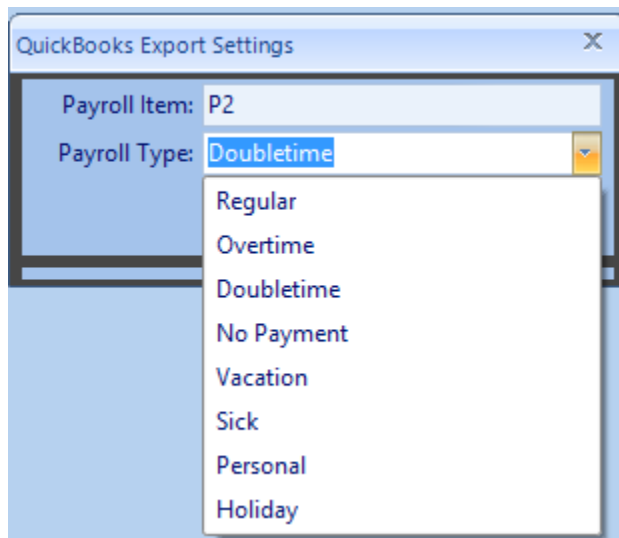 QuickBooks Export Settings
Payroll Item: P2
Payroll Type: Doubletime
Regular
Overtime
Doubletime
No Payment
Vacation
Sick
Personal
Holiday